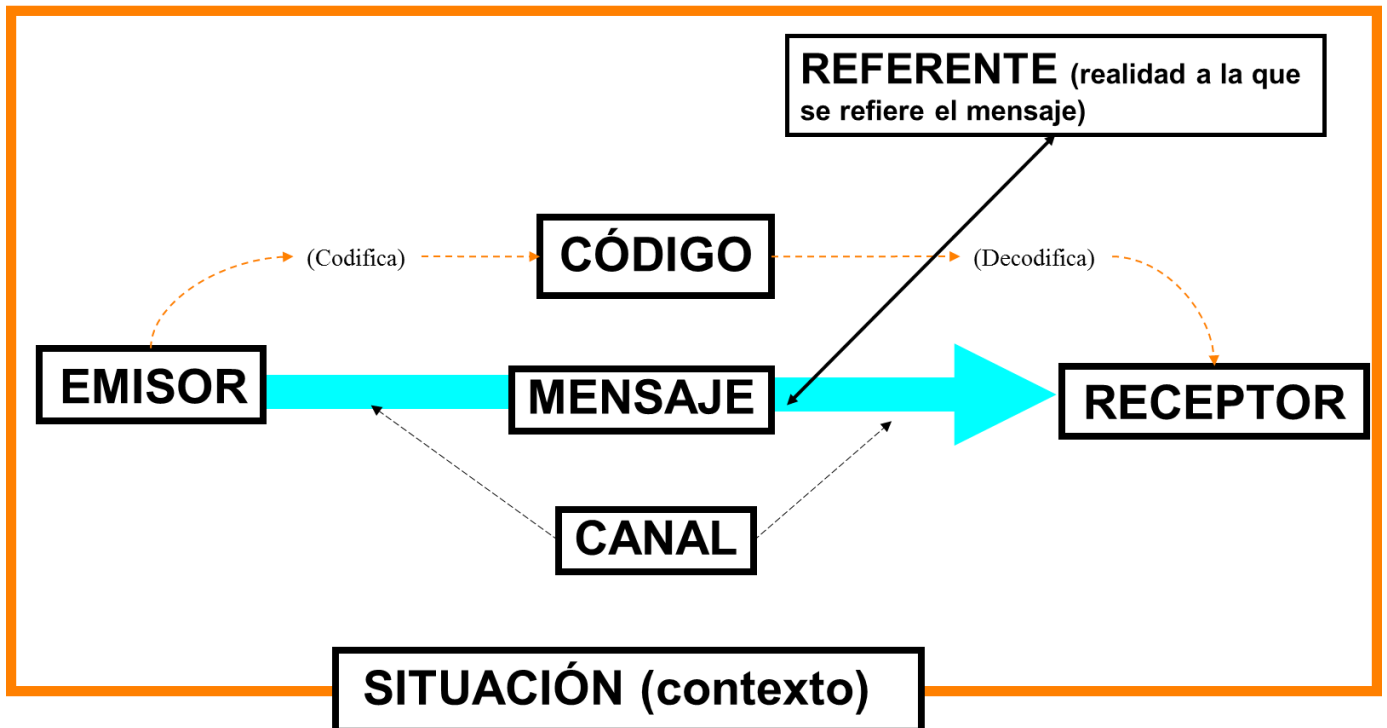 REFERENTE (realidad a la que
se refiere el mensaje)
(Codifica)
CÓDIGO
(Decodifica)
EMISOR
MENSAJE
RECEPTOR
CANAL
SITUACIÓN (contexto)